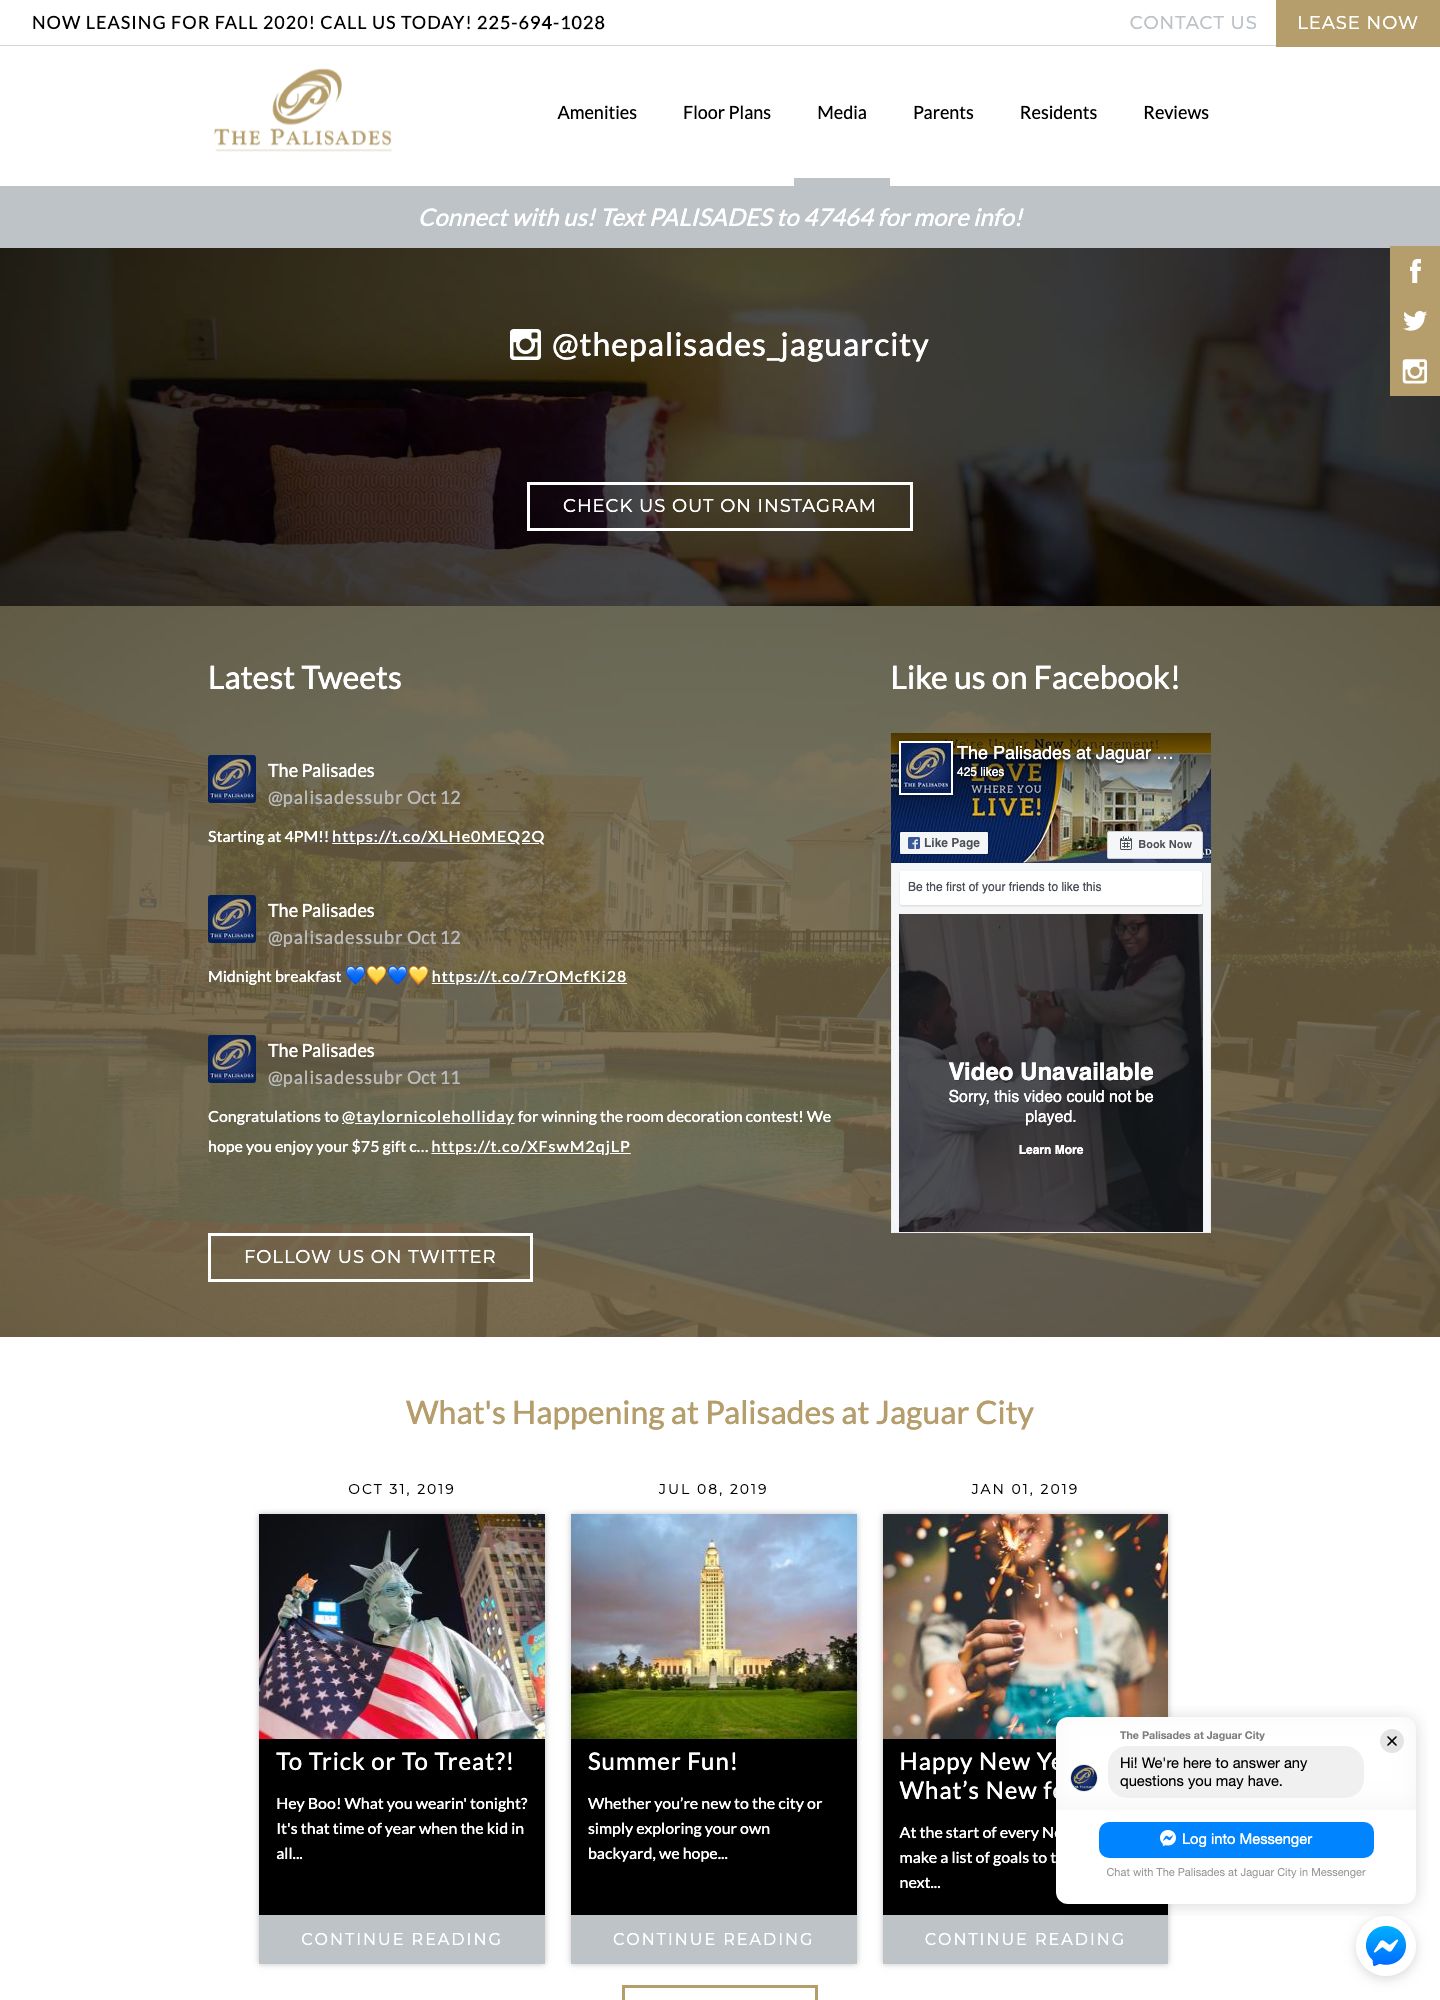 NOW LEASING FOR FALL 2020! CALL US TODAY! 225-694-1028
CONTACT US
LEASE NOW
THE PALISADES
Amenities
Floor Plans
Media
Parents
Residents
Reviews
Connect with us! Text PALISADES to 47464 for more info!
@thepalisades_jaguarcity
CHECK US OUT ON INSTAGRAM
Latest Tweets
THE PALISADES
The Palisades
@palisadessubr Oct 12
Starting at 4PM!! https://t.co/XLHe0MEQ2Q
THE PALISADES
The Palisades
@palisadessubr Oct 12
Midnight breakfast 💙💛💙💛 https://t.co/7rOMcfKi28
THE PALISADES
The Palisades
@palisadessubr Oct 11
Congratulations to @taylornicoleholliday for winning the room decoration contest! We
hope you enjoy your $75 gift c... https://t.co/XFswM2qjLP
FOLLOW US ON TWITTER
Like us on Facebook!
Under New Management!
THE PALISADES
The Palisades at Jaguar ...
425 likes
LOVE
WHERE YOU
LIVE!
Like Page
Book Now
Be the first of your friends to like this
Video Unavailable
Sorry, this video could not be
played.
Learn More
What's Happening at Palisades at Jaguar City
OCT 31, 2019
To Trick or To Treat?!
Hey Boo! What you wearin' tonight?
It's that time of year when the kid in
all...
CONTINUE READING
JUL 08, 2019
Summer Fun!
Whether you’re new to the city or
simply exploring your own
backyard, we hope...
CONTINUE READING
JAN 01, 2019
Happy New
What’s New
At the start of every
make a list of goals to
next...
CONTINUE READING
The Palisades at Jaguar City
Hi! We're here to answer any
questions you may have.
Log into Messenger
Chat with The Palisades at Jaguar City in Messenger